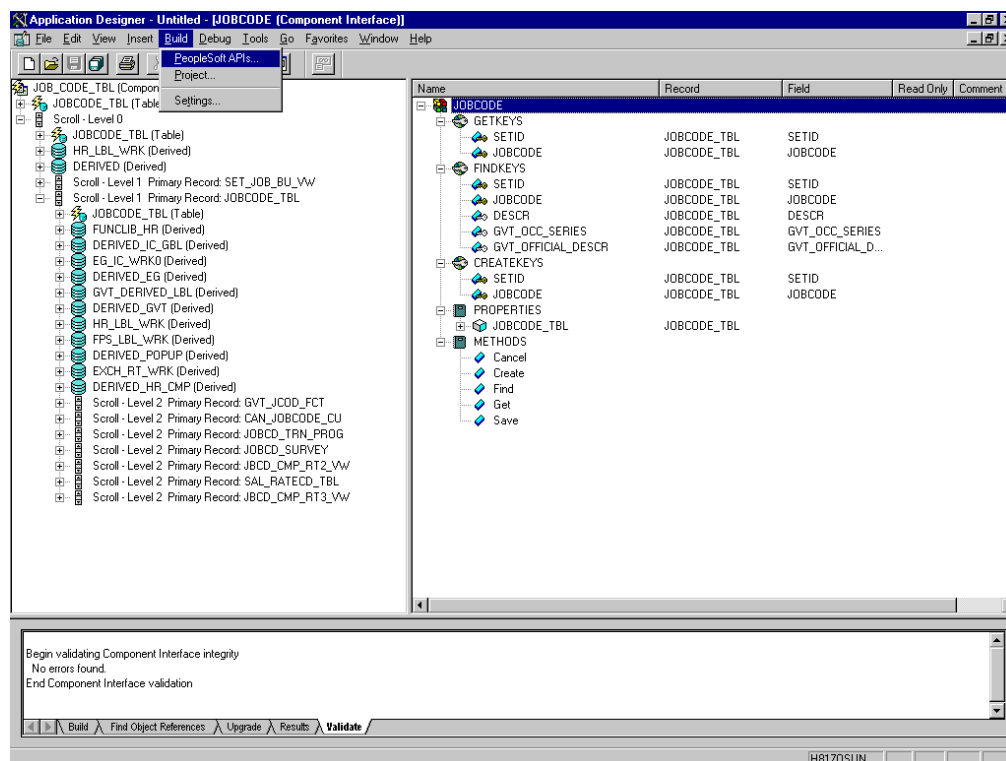 Application Designer - Untitled - [JOBCODE (Component Interface)]
File Edit View Insert Build Debug Tools Go Favorites Window Help
PeopleSoft APIs...
Project...
Settings...
JOB_CODE_TBL (Compon
JOBCODE_TBL (Table
Scroll - Level 0
JOBCODE_TBL (Table)
HR_LBL_WRK (Derived)
DERIVED (Derived)
Scroll - Level 1 Primary Record: SET_JOB_BU_VW
Scroll - Level 1 Primary Record: JOBCODE_TBL
JOBCODE_TBL (Table)
FUNCLIB_HR (Derived)
DERIVED_IC_GBL (Derived)
EG_IC_WRK0 (Derived)
DERIVED_EG (Derived)
GVT_DERIVED_LBL (Derived)
DERIVED_GVT (Derived)
HR_LBL_WRK (Derived)
FPS_LBL_WRK (Derived)
DERIVED_POPUP (Derived)
EXCH_RT_WRK (Derived)
DERIVED_HR_CMP (Derived)
Scroll - Level 2 Primary Record: GVT_JCOD_FCT
Scroll - Level 2 Primary Record: CAN_JOBCODE_CU
Scroll - Level 2 Primary Record: JOBCD_TRN_PROG
Scroll - Level 2 Primary Record: JOBCD_SURVEY
Scroll - Level 2 Primary Record: JBCD_CMP_RT2_VW
Scroll - Level 2 Primary Record: SAL_RATECD_TBL
Scroll - Level 2 Primary Record: JBCD_CMP_RT3_VW
Name Record Field Read Only Comment
JOBCODE
GETKEYS
SETID JOBCODE_TBL SETID
JOBCODE JOBCODE_TBL JOBCODE
FINDKEYS
SETID JOBCODE_TBL SETID
JOBCODE JOBCODE_TBL JOBCODE
DESCR JOBCODE_TBL DESCR
GVT_OCC_SERIES JOBCODE_TBL GVT_OCC_SERIES
GVT_OFFICIAL_DESCR JOBCODE_TBL GVT_OFFICIAL_D...
CREATEKEYS
SETID JOBCODE_TBL SETID
JOBCODE JOBCODE_TBL JOBCODE
PROPERTIES
JOBCODE_TBL JOBCODE_TBL
METHODS
Cancel
Create
Find
Get
Save
Begin validating Component Interface integrity
No errors found.
End Component Interface validation
Build Find Object References Upgrade Results Validate